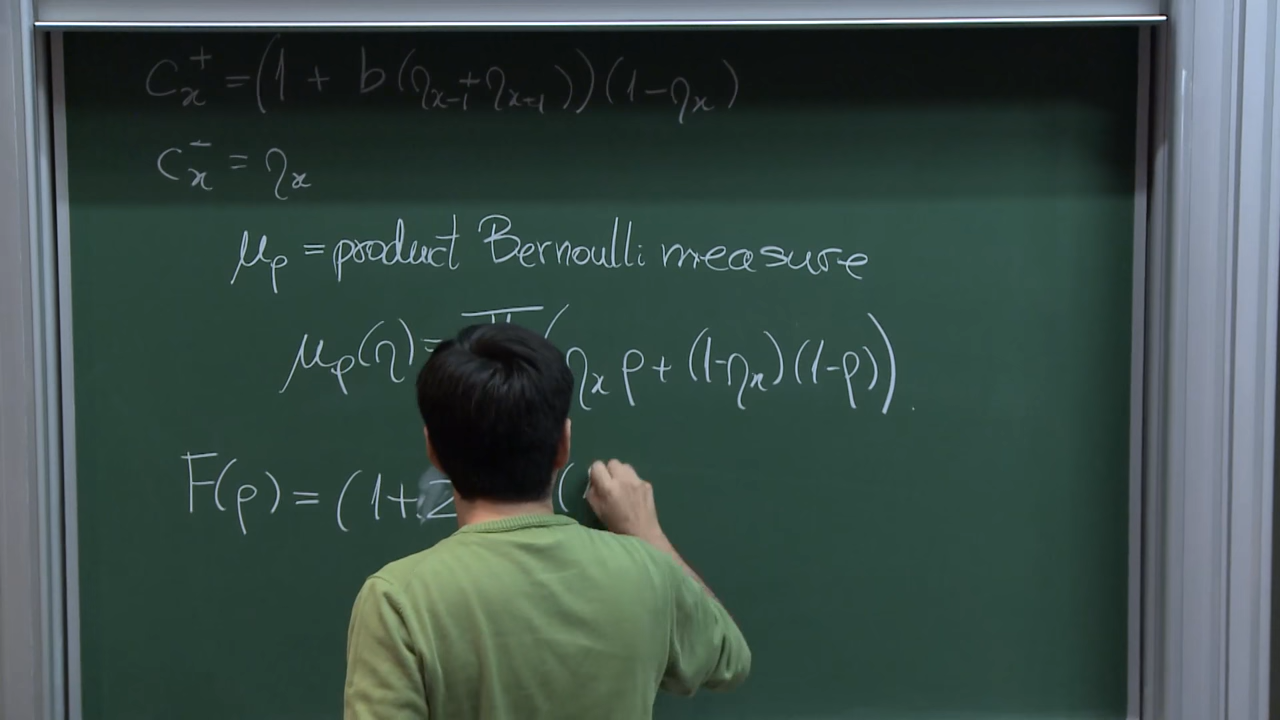 C_x^+ = (1 + b(η_{x-1}+η_{x+1}))(1-η_x)
C_x^- = η_x
μ_ρ = product Bernoulli measure
μ_ρ(η) = ∏ (η_x ρ + (1-η_x)(1-ρ)).
F(ρ) = (1+2 (